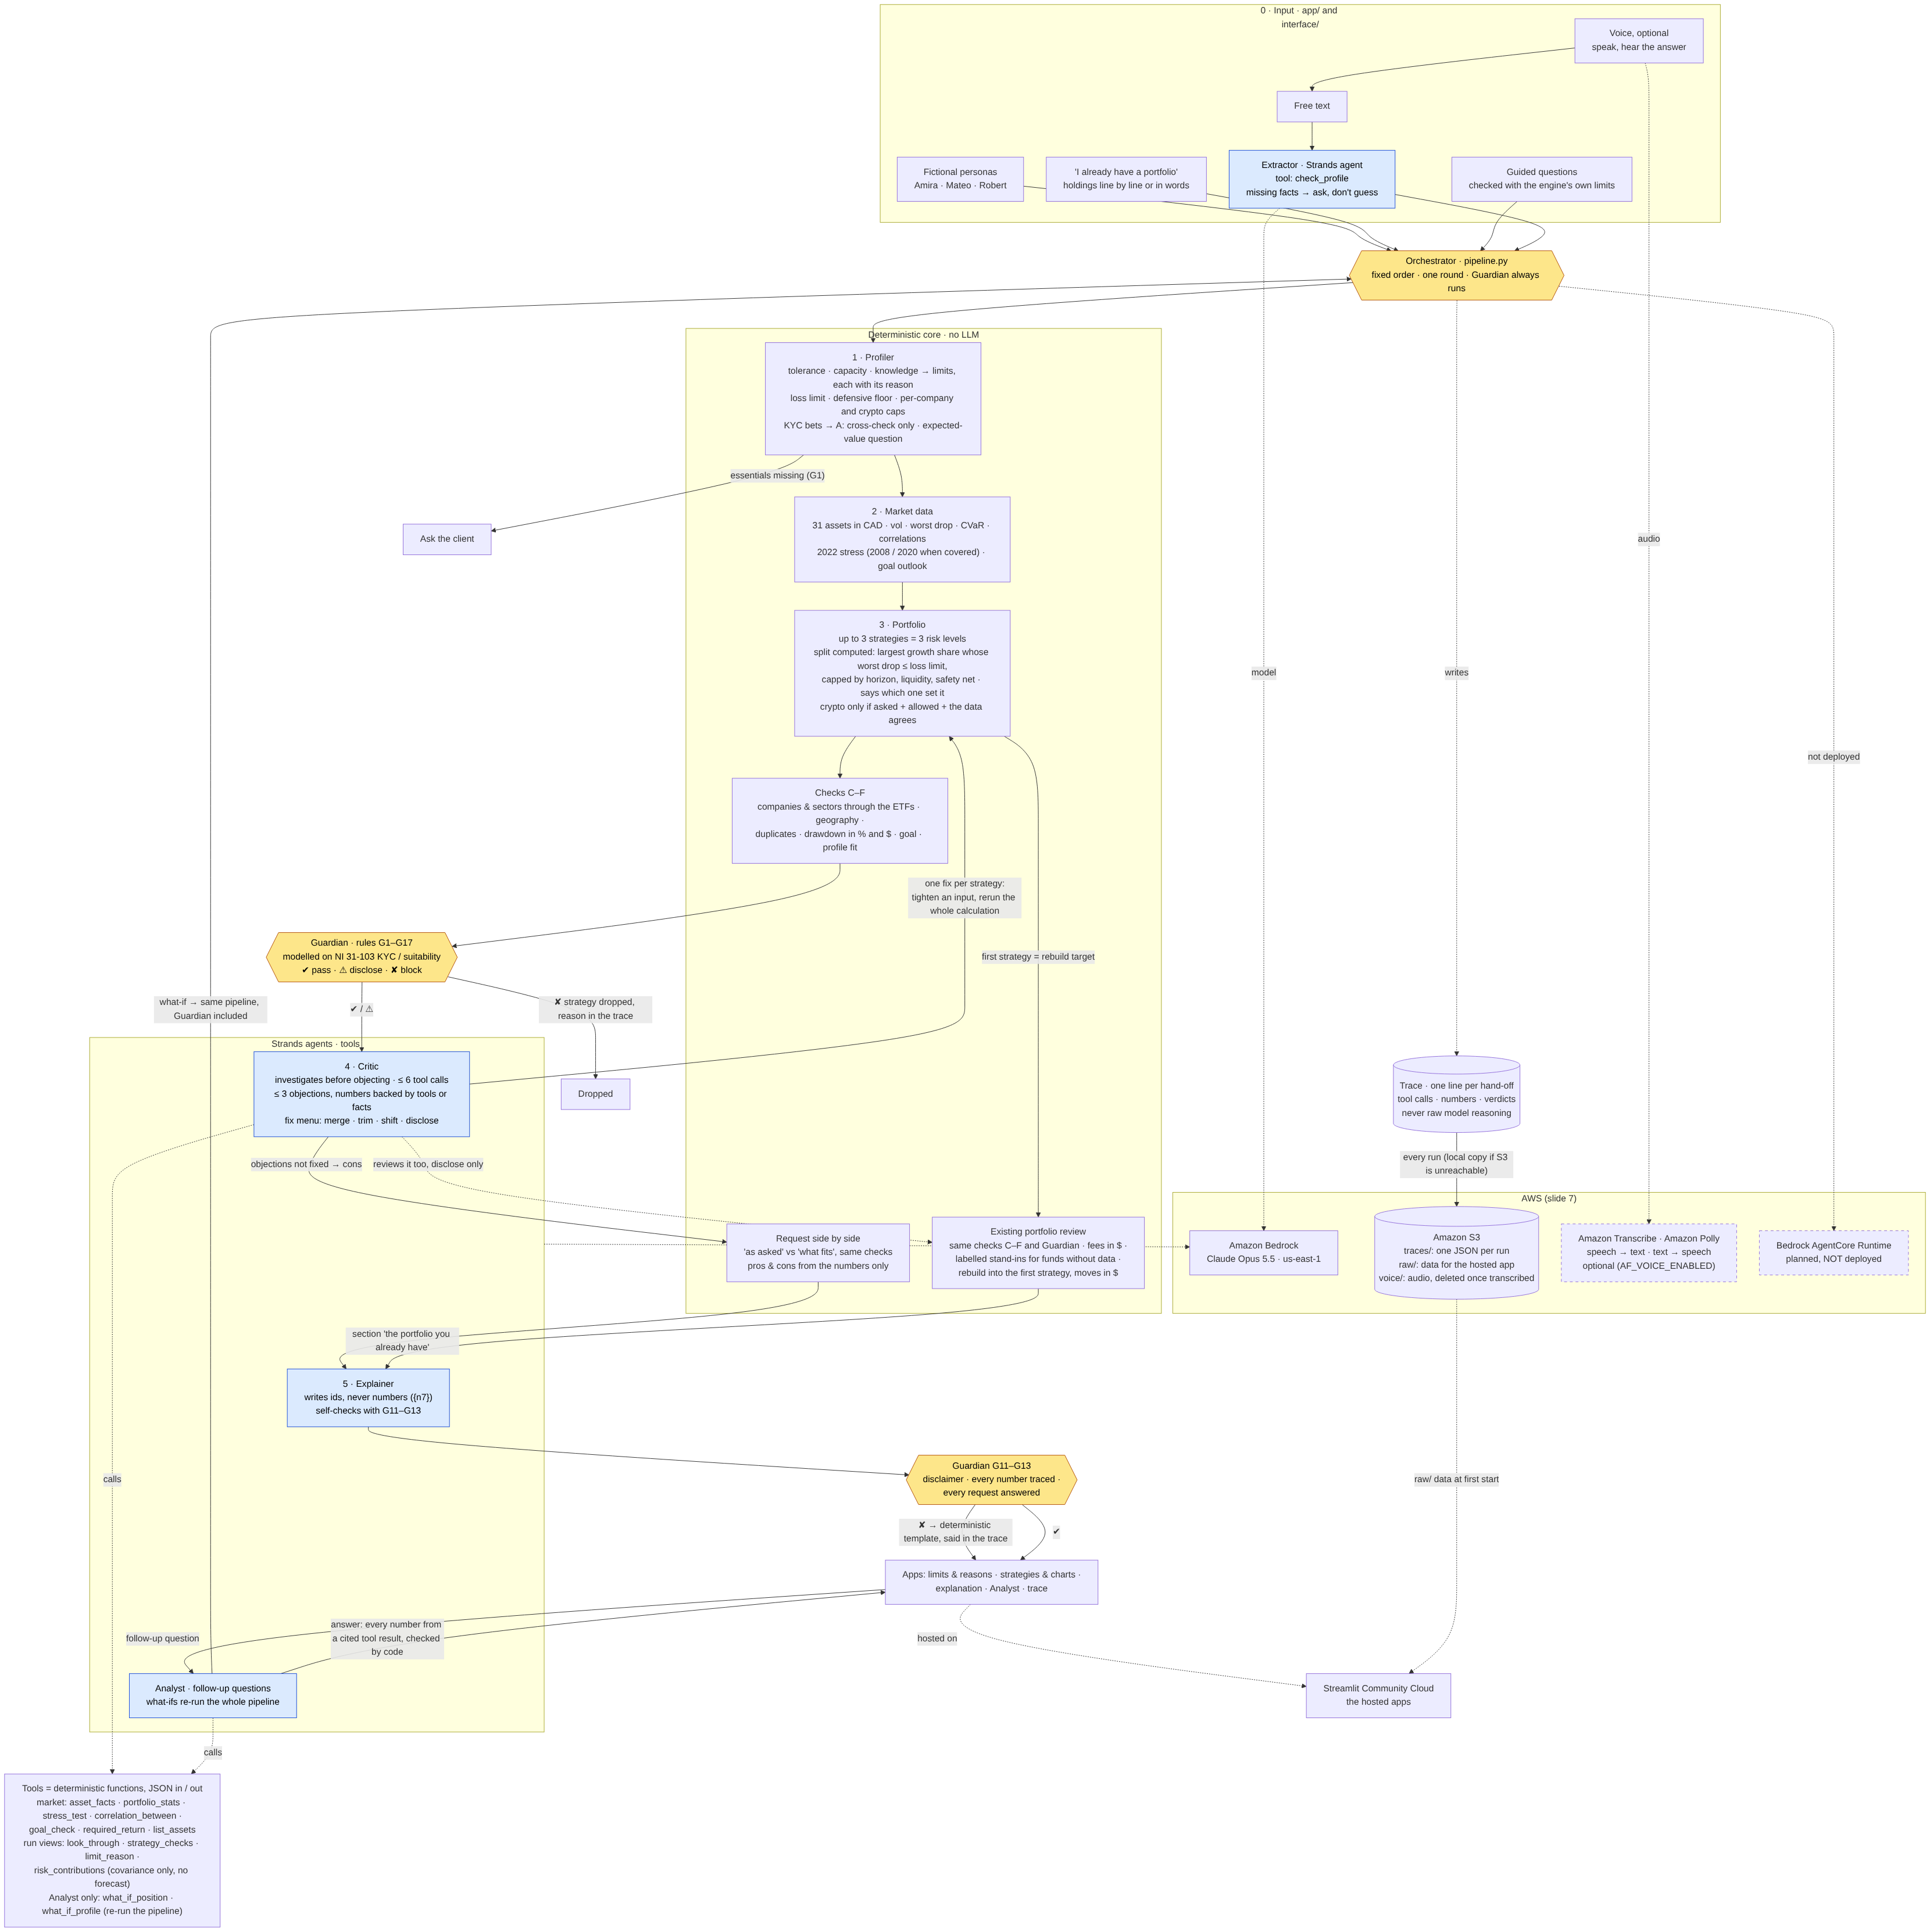 0 · Input · app/ and
interface/
Voice, optional
speak, hear the answer
Free text
Fictional personas
Amira · Mateo · Robert
'I already have a portfolio'
holdings line by line or in words
Extractor · Strands agent
tool: check_profile
missing facts → ask, don't guess
Guided questions
checked with the engine's own limits
Orchestrator · pipeline.py
fixed order · one round · Guardian always
runs
Deterministic core · no LLM
1 · Profiler
tolerance · capacity · knowledge → limits,
each with its reason
loss limit · defensive floor · per-company
and crypto caps
KYC bets → A: cross-check only · expected-
value question
essentials missing (G1)
Ask the client
2 · Market data
31 assets in CAD · vol · worst drop · CVaR ·
correlations
2022 stress (2008 / 2020 when covered) ·
goal outlook
audio
3 · Portfolio
up to 3 strategies = 3 risk levels
split computed: largest growth share whose
worst drop ≤ loss limit,
capped by horizon, liquidity, safety net ·
says which one set it
crypto only if asked + allowed + the data
agrees
model
writes
not deployed
Checks C–F
companies & sectors through the ETFs ·
geography ·
duplicates · drawdown in % and $ · goal ·
profile fit
one fix per strategy:
tighten an input, rerun the
whole calculation
Guardian · rules G1–G17
modelled on NI 31-103 KYC / suitability
✔ pass · ⚠ disclose · ✘ block
first strategy = rebuild target
what-if → same pipeline,
Guardian included
✔ / ⚠
✘ strategy dropped,
reason in the trace
Strands agents · tools
4 · Critic
investigates before objecting · ≤ 6 tool calls
≤ 3 objections, numbers backed by tools or
facts
fix menu: merge · trim · shift · disclose
Dropped
Trace · one line per hand-off
tool calls · numbers · verdicts
never raw model reasoning
objections not fixed → cons
reviews it too, disclose only
every run (local copy if S3
is unreachable)
AWS (slide 7)
Request side by side
'as asked' vs 'what fits', same checks
pros & cons from the numbers only
Existing portfolio review
same checks C–F and Guardian · fees in $ ·
labelled stand-ins for funds without data ·
rebuild into the first strategy, moves in $
Amazon Bedrock
Claude Opus 5.5 · us-east-1
Amazon S3
traces/: one JSON per run
raw/: data for the hosted app
voice/: audio, deleted once transcribed
Amazon Transcribe · Amazon Polly
speech → text · text → speech
optional (AF_VOICE_ENABLED)
Bedrock AgentCore Runtime
planned, NOT deployed
section 'the portfolio you
already have'
5 · Explainer
writes ids, never numbers ({n7})
self-checks with G11–G13
calls
Guardian G11–G13
disclaimer · every number traced ·
every request answered
raw/ data at first start
✘ → deterministic
template, said in the trace
✔
Apps: limits & reasons · strategies & charts ·
explanation · Analyst · trace
follow-up question
answer: every number from
a cited tool result, checked
by code
hosted on
Analyst · follow-up questions
what-ifs re-run the whole pipeline
Streamlit Community Cloud
the hosted apps
calls
Tools = deterministic functions, JSON in / out
market: asset_facts · portfolio_stats ·
stress_test · correlation_between ·
goal_check · required_return · list_assets
run views: look_through · strategy_checks ·
limit_reason ·
risk_contributions (covariance only, no
forecast)
Analyst only: what_if_position ·
what_if_profile (re-run the pipeline)